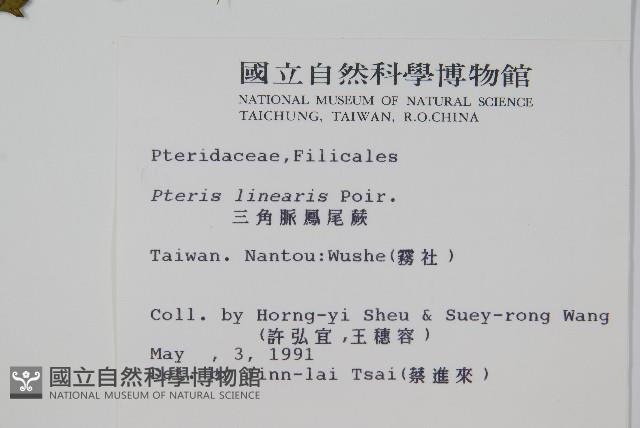 國立自然科學博物館
NATIONAL MUSEUM OF NATURAL SCIENCE
TAICHUNG, TAIWAN, R.O.CHINA
Pteridaceae,Filicales
Pteris linearis Poir.
三角脈鳳尾蕨
Taiwan. Nantou:Wushe(霧社)
Coll. by Horng-yi Sheu & Suey-rong Wang
(許弘宜,王穗容)
May , 3, 1991
Tsai(蔡進來)
國立自然科學博物館
NATIONAL MUSEUM OF NATURAL SCIENCE